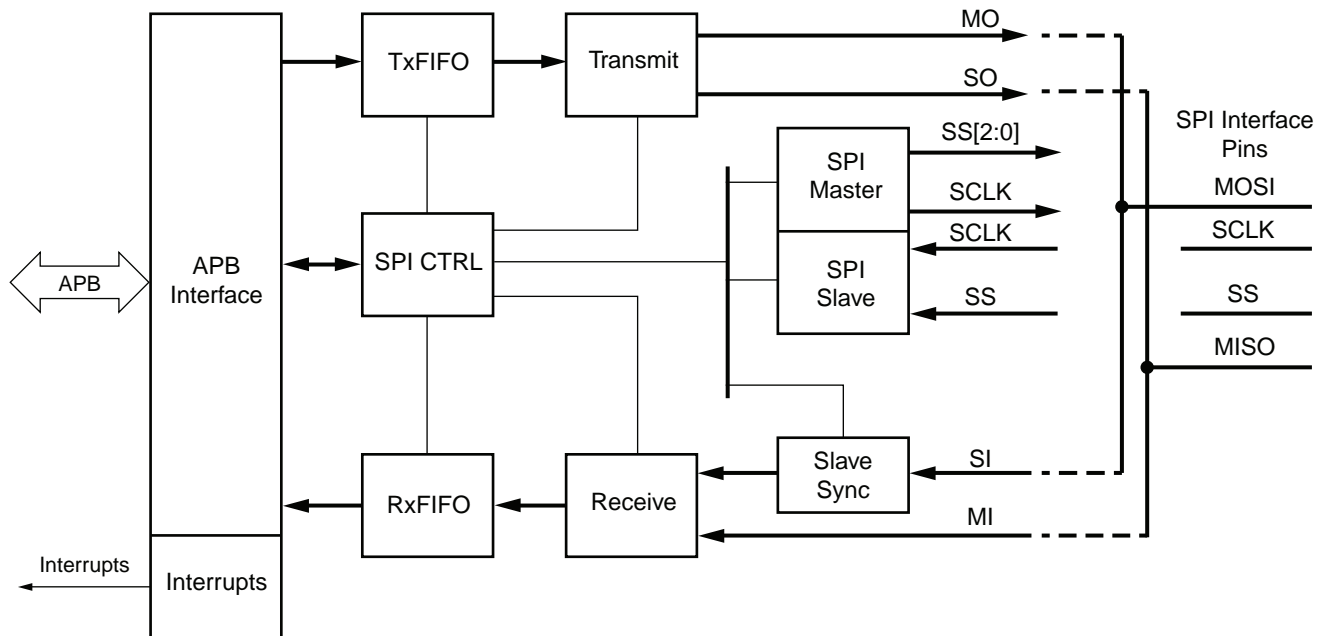 MO
TxFIFO
Transmit
SO
SS[2:0]
SPI Interface
Pins
SPI
Master
MOSI
SCLK
SCLK
SCLK
APB
APB
Interface
SPI CTRL
SPI
Slave
SS
SS
MISO
Slave
Sync
SI
RxFIFO
Receive
MI
Interrupts
Interrupts